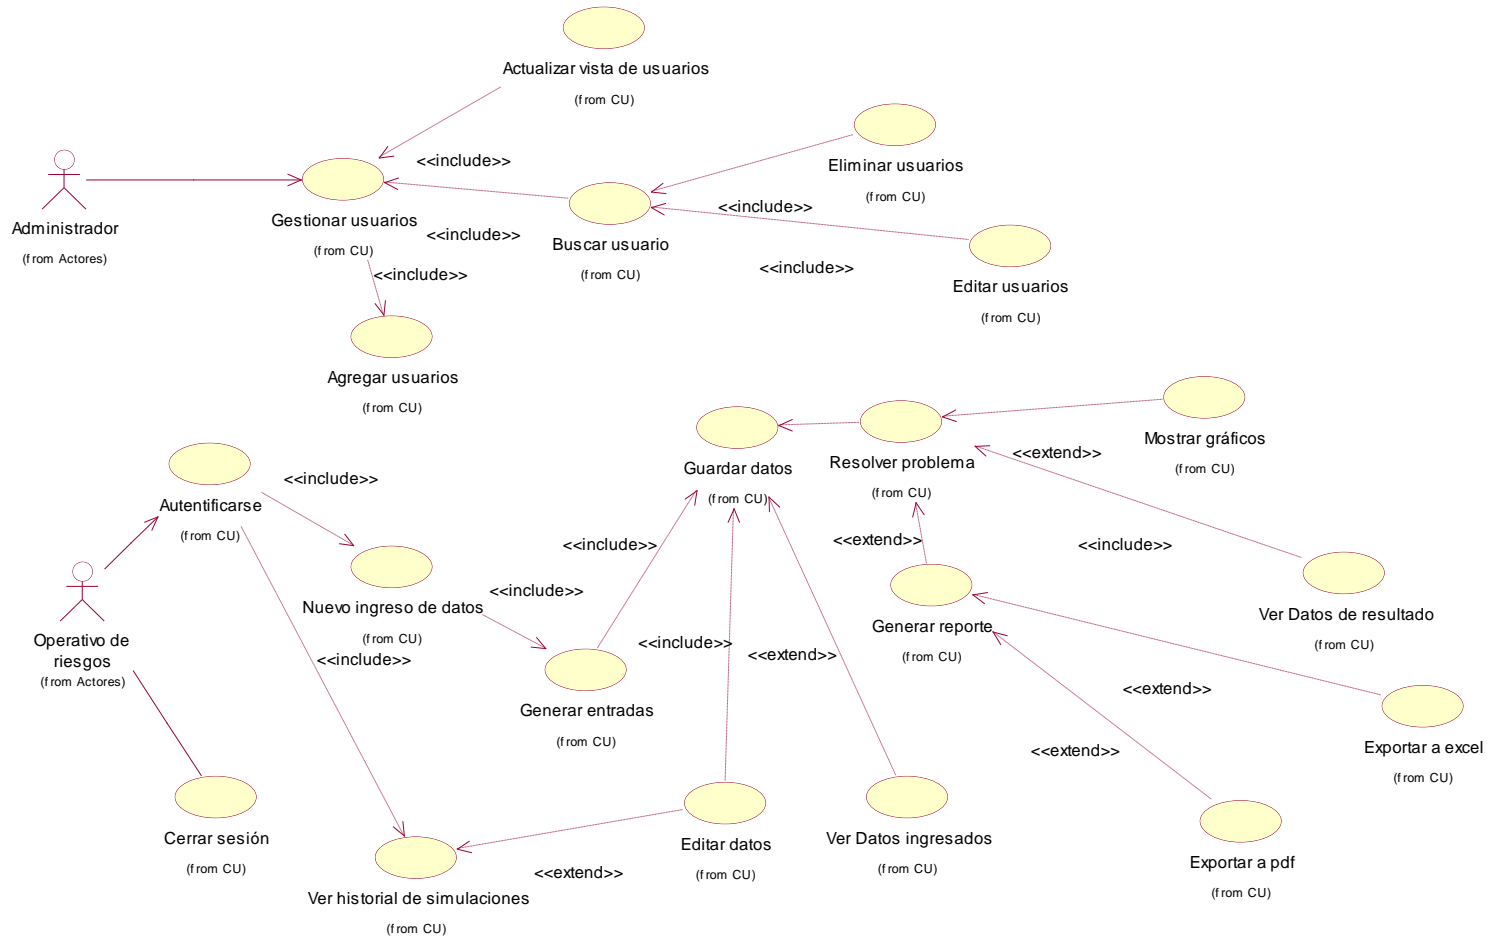 Actualizar vista de usuarios
(from CU)
<<include>>
Eliminar usuarios
(from CU)
Administrador
(from Actores)
Gestionar usuarios
(from CU)
<<include>>
<<include>>
Buscar usuario
(from CU)
<<include>>
<<include>>
Editar usuarios
(from CU)
Agregar usuarios
(from CU)
Mostrar gráficos
(from CU)
Guardar datos
(from CU)
Resolver problema
(from CU)
<<extend>>
Autentificarse
(from CU)
<<include>>
<<include>>
<<extend>>
<<include>>
Nuevo ingreso de datos
(from CU)
<<include>>
Ver Datos de resultado
(from CU)
Generar reporte
(from CU)
Operativo de
riesgos
(from Actores)
<<include>>
<<include>>
<<extend>>
Generar entradas
(from CU)
<<extend>>
<<extend>>
Exportar a excel
(from CU)
Cerrar sesión
(from CU)
Editar datos
(from CU)
Ver Datos ingresados
(from CU)
Exportar a pdf
(from CU)
<<extend>>
Ver historial de simulaciones
(from CU)